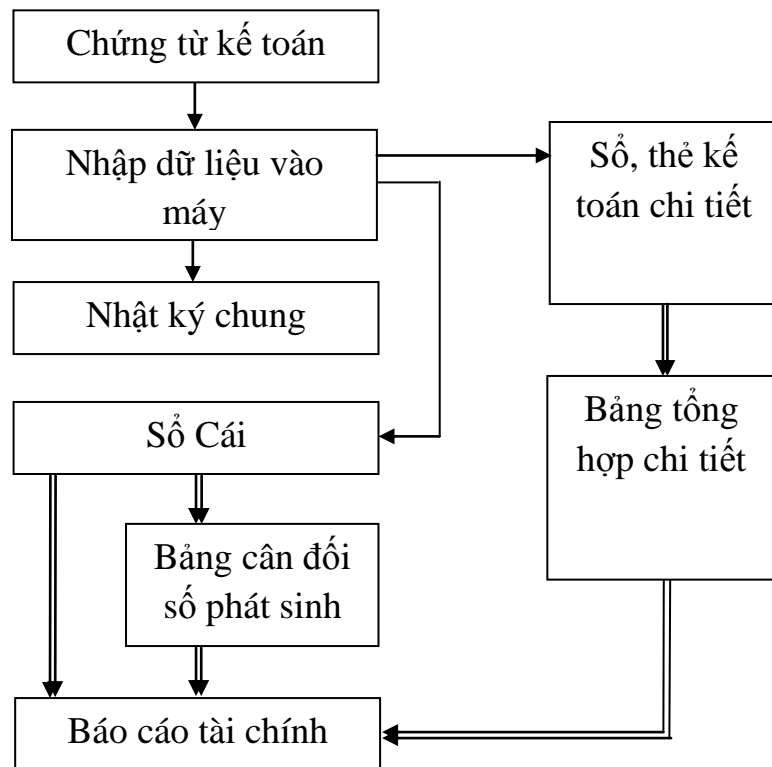 Chứng từ kế toán
Nhập dữ liệu vào
máy
Sổ, thẻ kế
toán chi tiết
Nhật ký chung
Bảng tổng
hợp chi tiết
Sổ Cái
Bảng cân đối
số phát sinh
Báo cáo tài chính